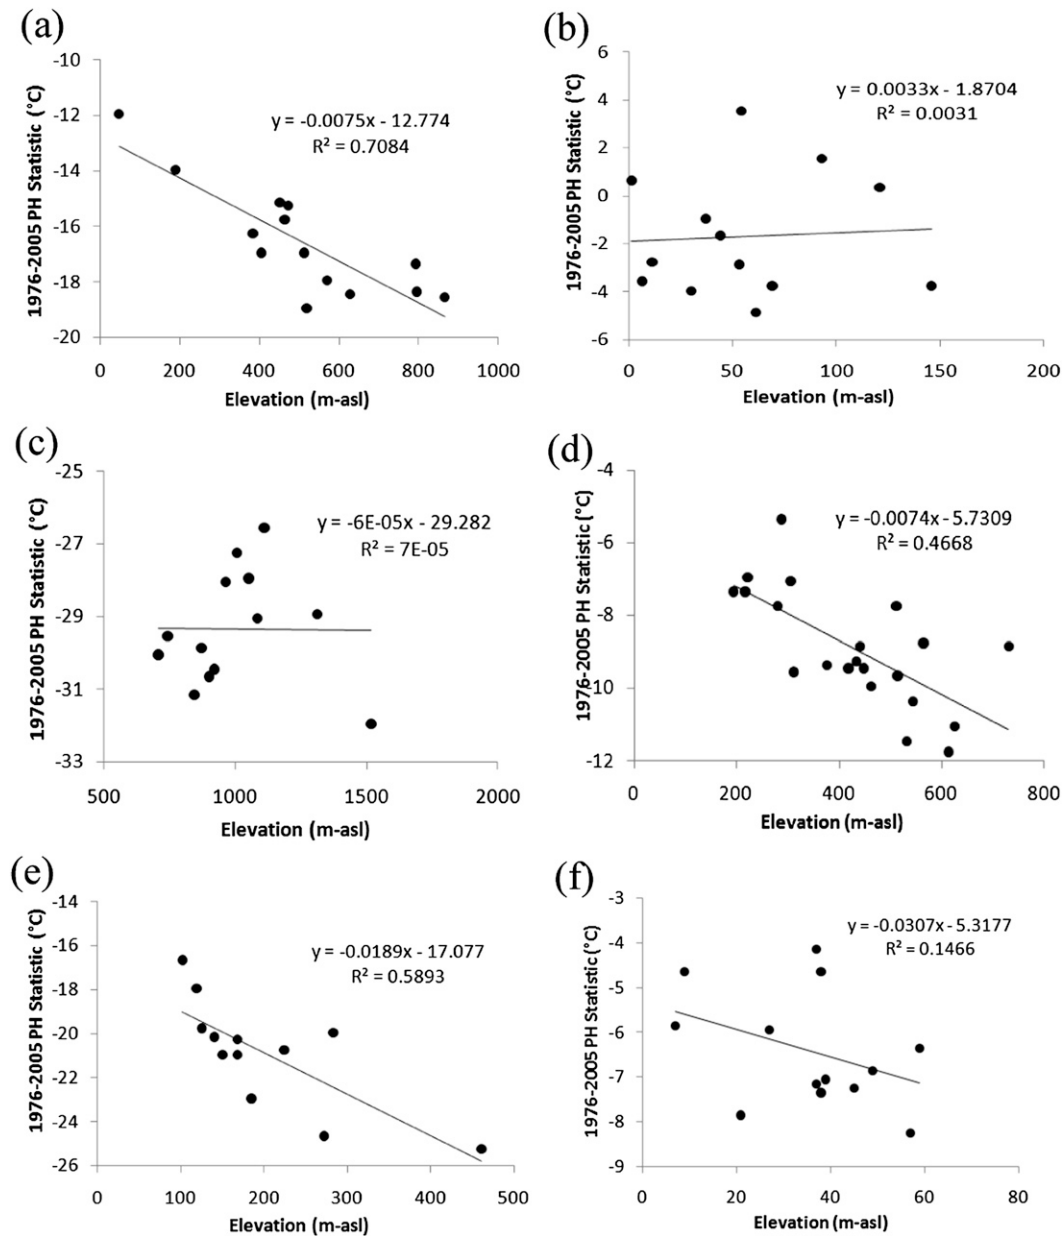 (a)
-10
-12
-14
-16
-18
-20
1976-2005 PH Statistic (°C)
y = -0.0075x - 12.774
R² = 0.7084
0 200 400 600 800 1000
Elevation (m-asl)
(b)
6
4
2
0
-2
-4
-6
1976-2005 PH Statistic (°C)
y = 0.0033x - 1.8704
R² = 0.0031
0 50 100 150 200
Elevation (m-asl)
(c)
-25
-27
-29
-31
-33
1976-2005 PH Statistic (°C)
y = -6E-05x - 29.282
R² = 7E-05
500 1000 1500 2000
Elevation (m-asl)
(d)
-4
-6
-8
-10
-12
1976-2005 PH Statistic (°C)
y = -0.0074x - 5.7309
R² = 0.4668
0 200 400 600 800
Elevation (m-asl)
(e)
-14
-16
-18
-20
-22
-24
-26
1976-2005 PH Statistic (°C)
y = -0.0189x - 17.077
R² = 0.5893
0 100 200 300 400 500
Elevation (m-asl)
(f)
-3
-4
-5
-6
-7
-8
-9
1976-2005 PH Statistic (°C)
y = -0.0307x - 5.3177
R² = 0.1466
0 20 40 60 80
Elevation (m-asl)